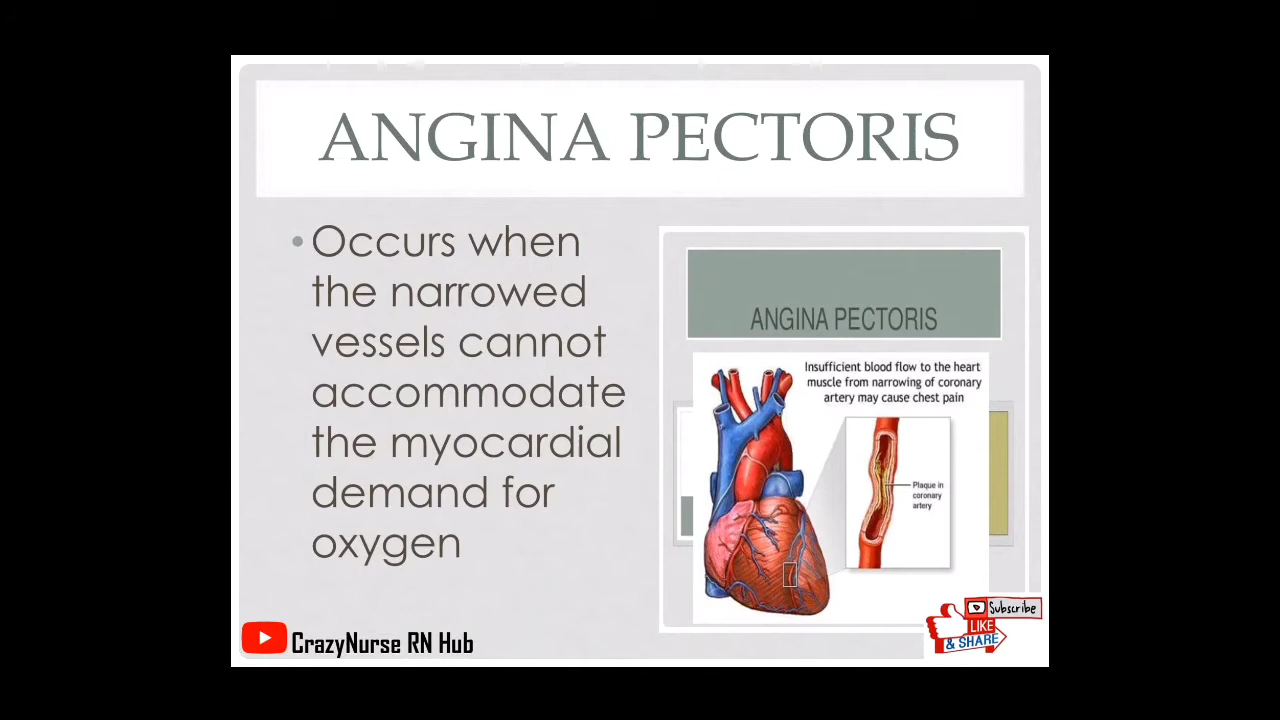 ANGINA PECTORIS
• Occurs when
the narrowed
vessels cannot
accommodate
the myocardial
demand for
oxygen
ANGINA PECTORIS
Insufficient blood flow to the heart
muscle from narrowing of coronary
artery may cause chest pain
Plaque in
coronary
artery
CrazyNurse RN Hub
Subscribe
LIKE
& SHARE